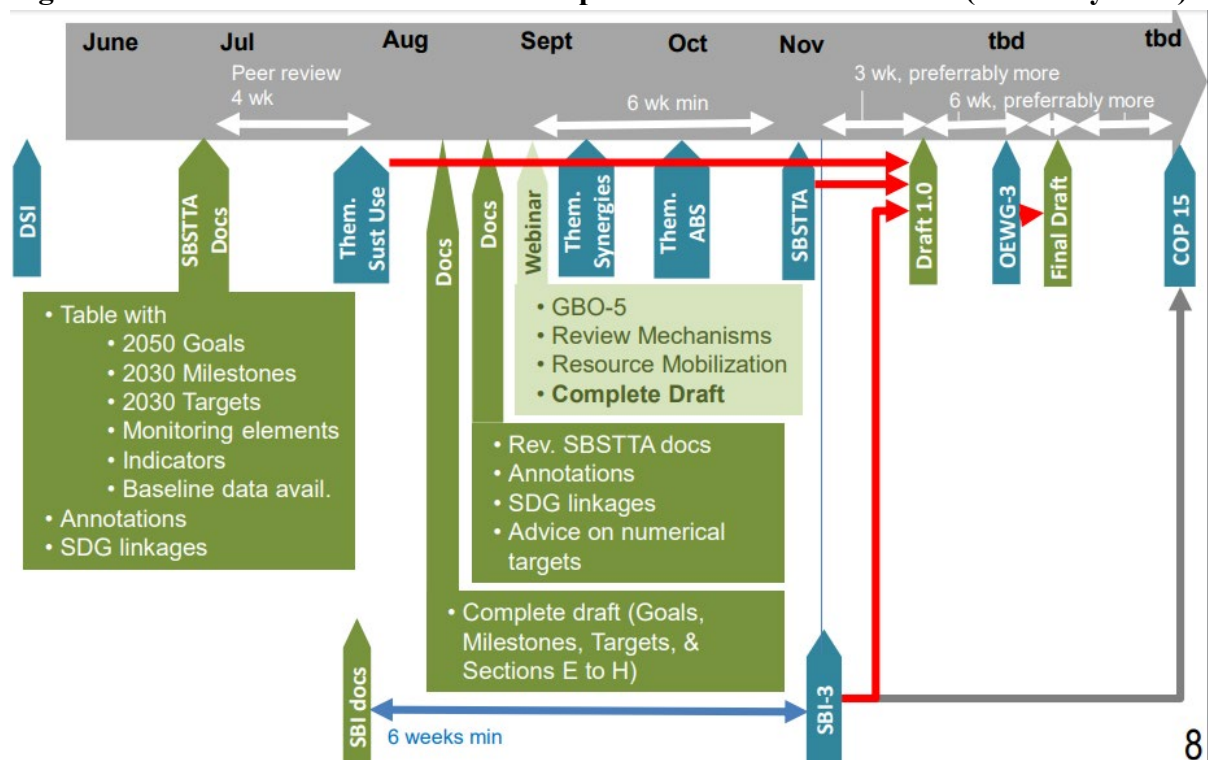 June
Jul
Aug
Sept
Oct
Nov
tbd
tbd
Peer review
4 wk
6 wk min
3 wk, preferrably more
6 wk, preferrably more
DSI
SBSTTA
Docs
Them.
Sust Use
Docs
Docs
Webinar
Them.
Synergies
Them.
ABS
SBSTTA
Draft 1.0
OEWG-3
Final Draft
COP 15
• Table with
• 2050 Goals
• 2030 Milestones
• 2030 Targets
• Monitoring elements
• Indicators
• Baseline data avail.
• Annotations
• SDG linkages
• GBO-5
• Review Mechanisms
• Resource Mobilization
• Complete Draft
• Rev. SBSTTA docs
• Annotations
• SDG linkages
• Advice on numerical
targets
• Complete draft (Goals,
Milestones, Targets, &
Sections E to H)
SBI docs
6 weeks min
SBI-3
8